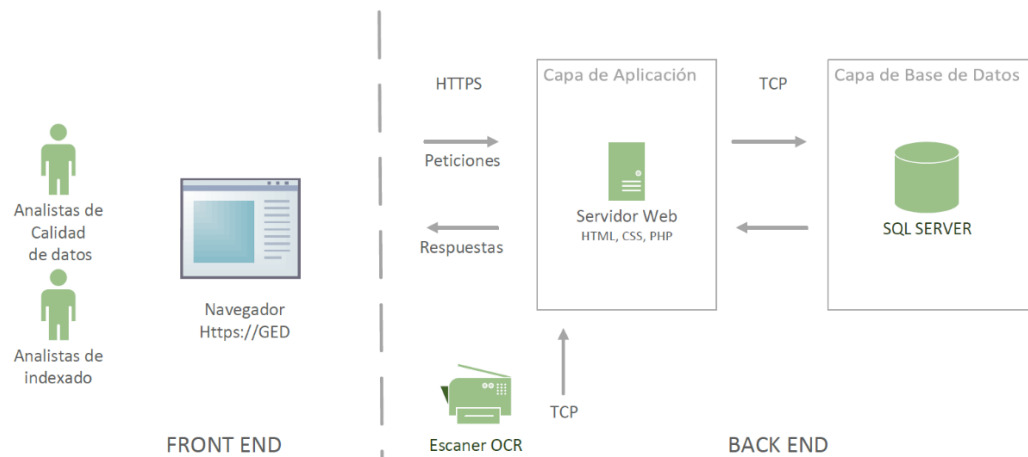 Analistas de
Calidad
de datos
Analistas de
indexado
Navegador
Https://GED
FRONT END
HTTPS
Peticiones
Respuestas
Capa de Aplicación
Servidor Web
HTML, CSS, PHP
TCP
Capa de Base de Datos
SQL SERVER
Escaner OCR
TCP
BACK END